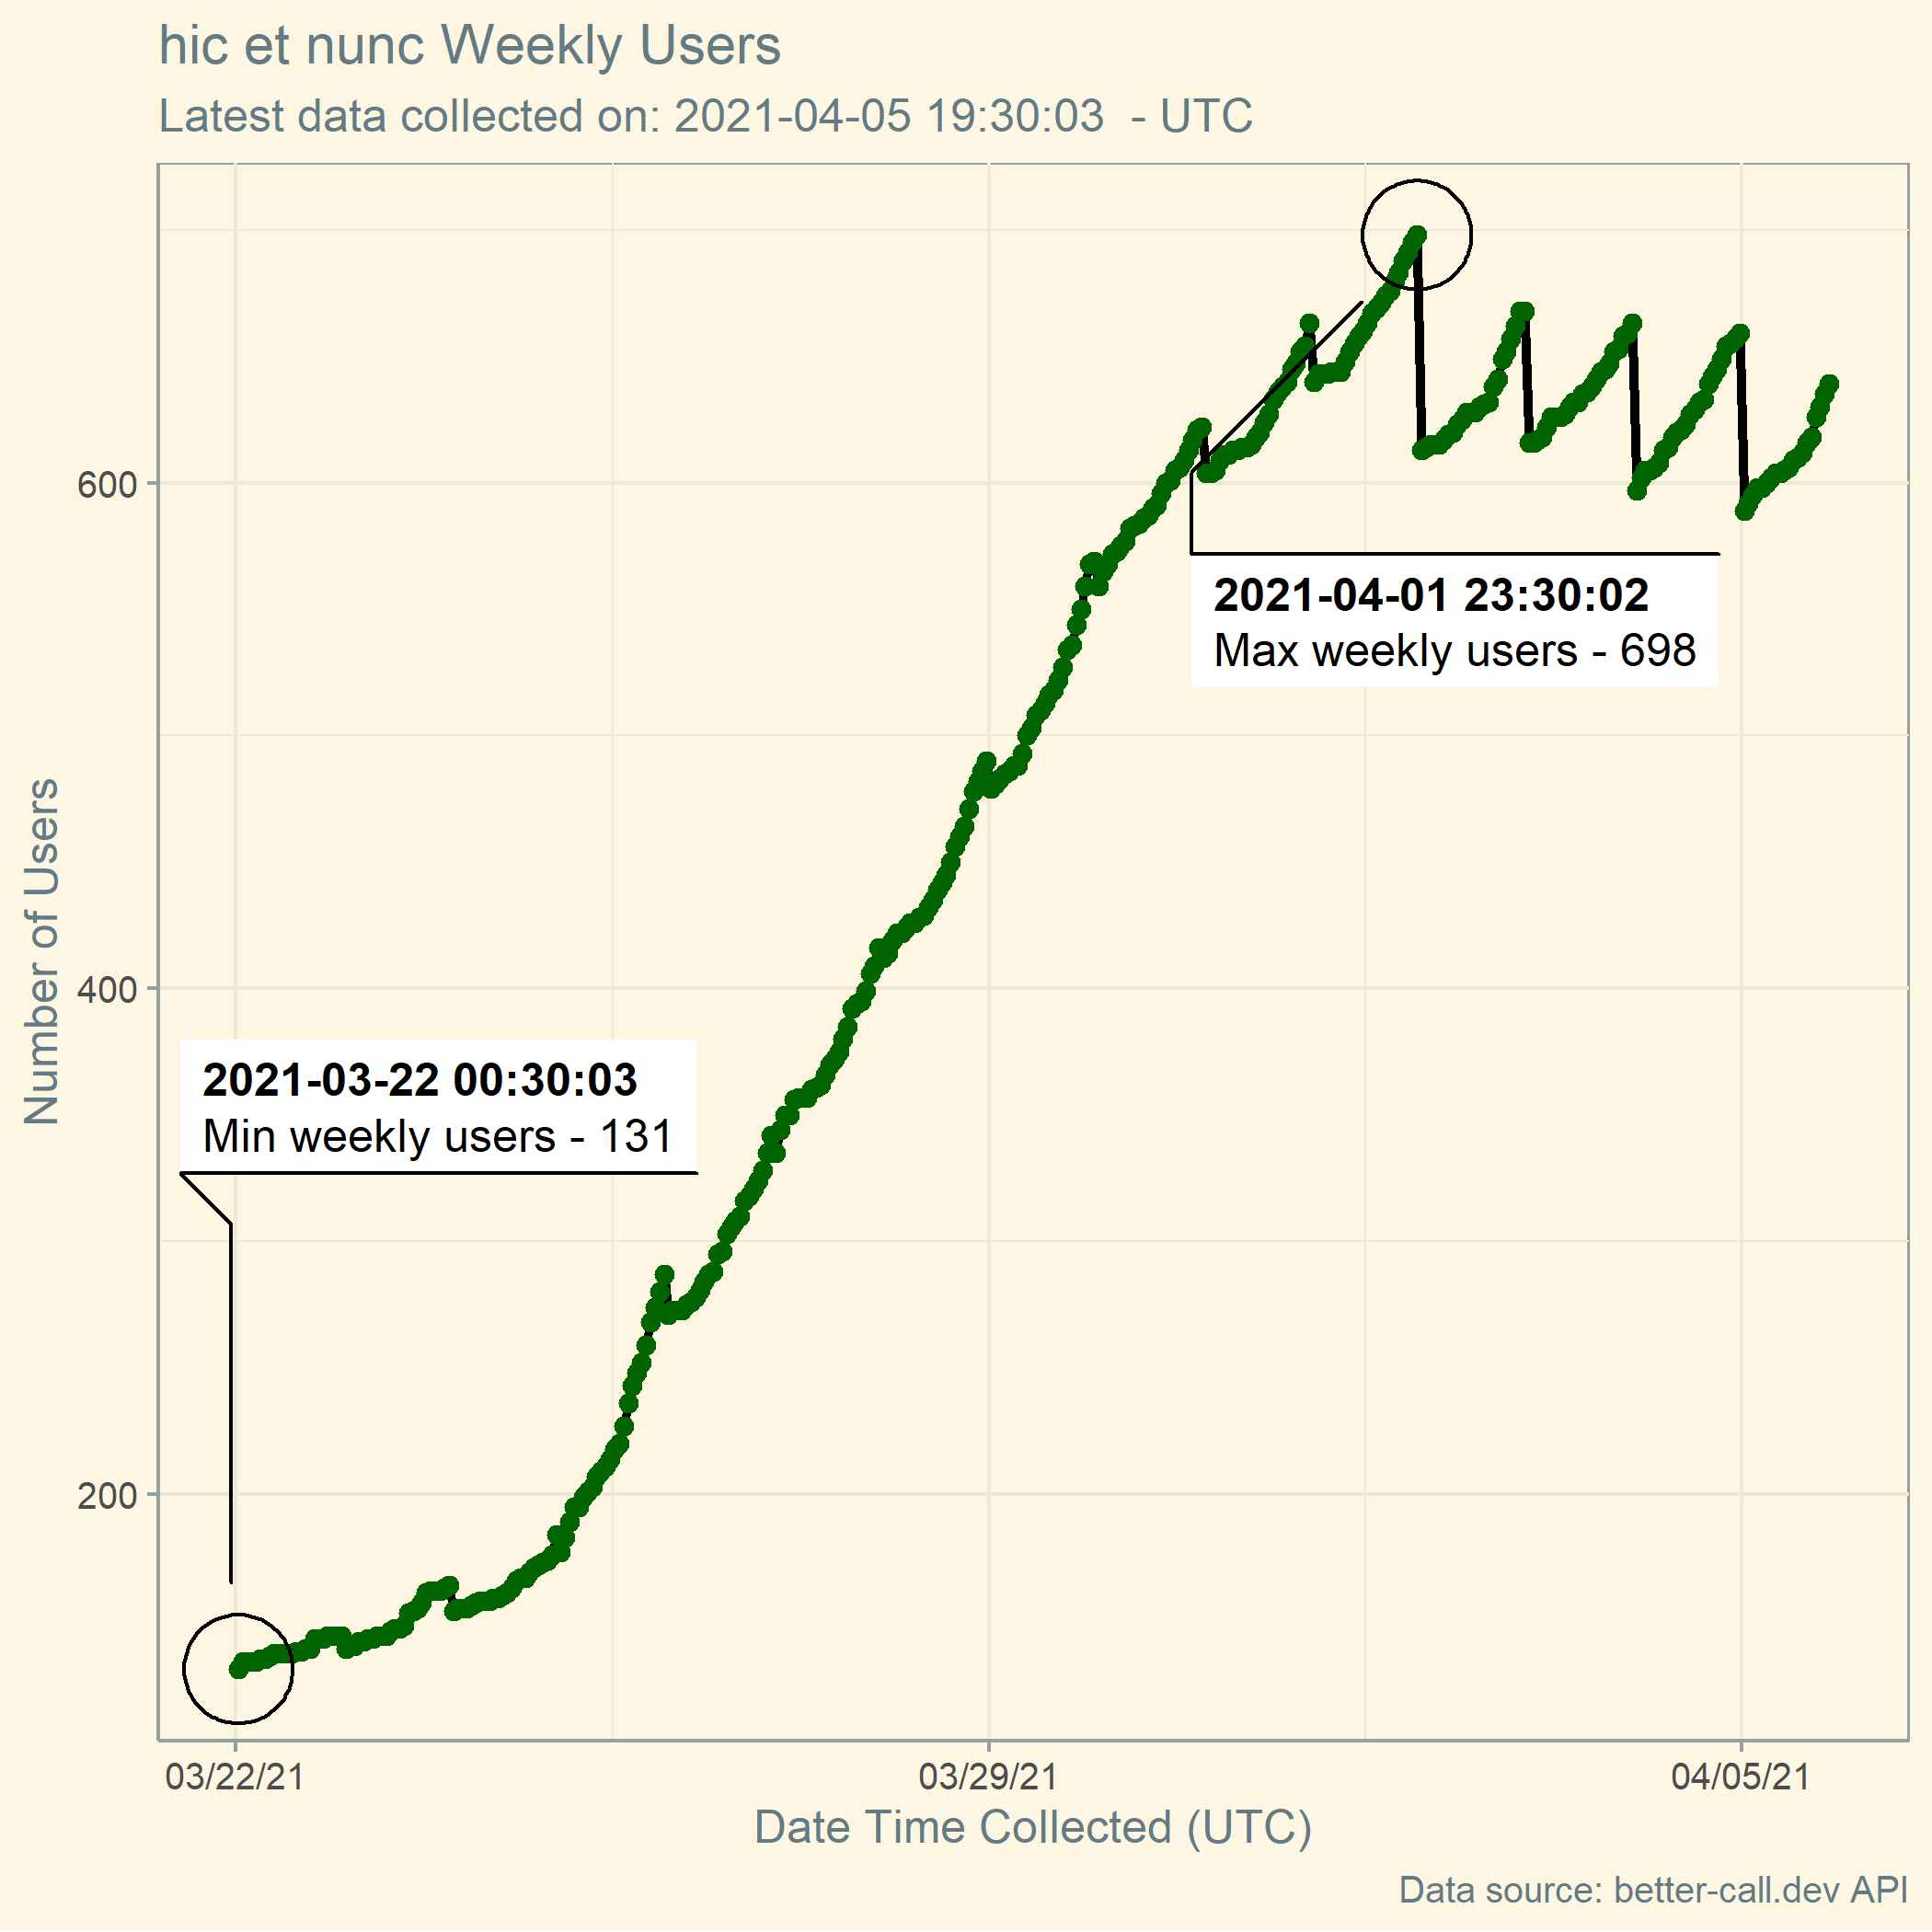 hic et nunc Weekly Users
Latest data collected on: 2021-04-05 19:30:03  - UTC
Number of Users
600
400
200
2021-04-01 23:30:02
Max weekly users - 698
2021-03-22 00:30:03
Min weekly users - 131
03/22/21
03/29/21
04/05/21
Date Time Collected (UTC)
Data source: better-call.dev API